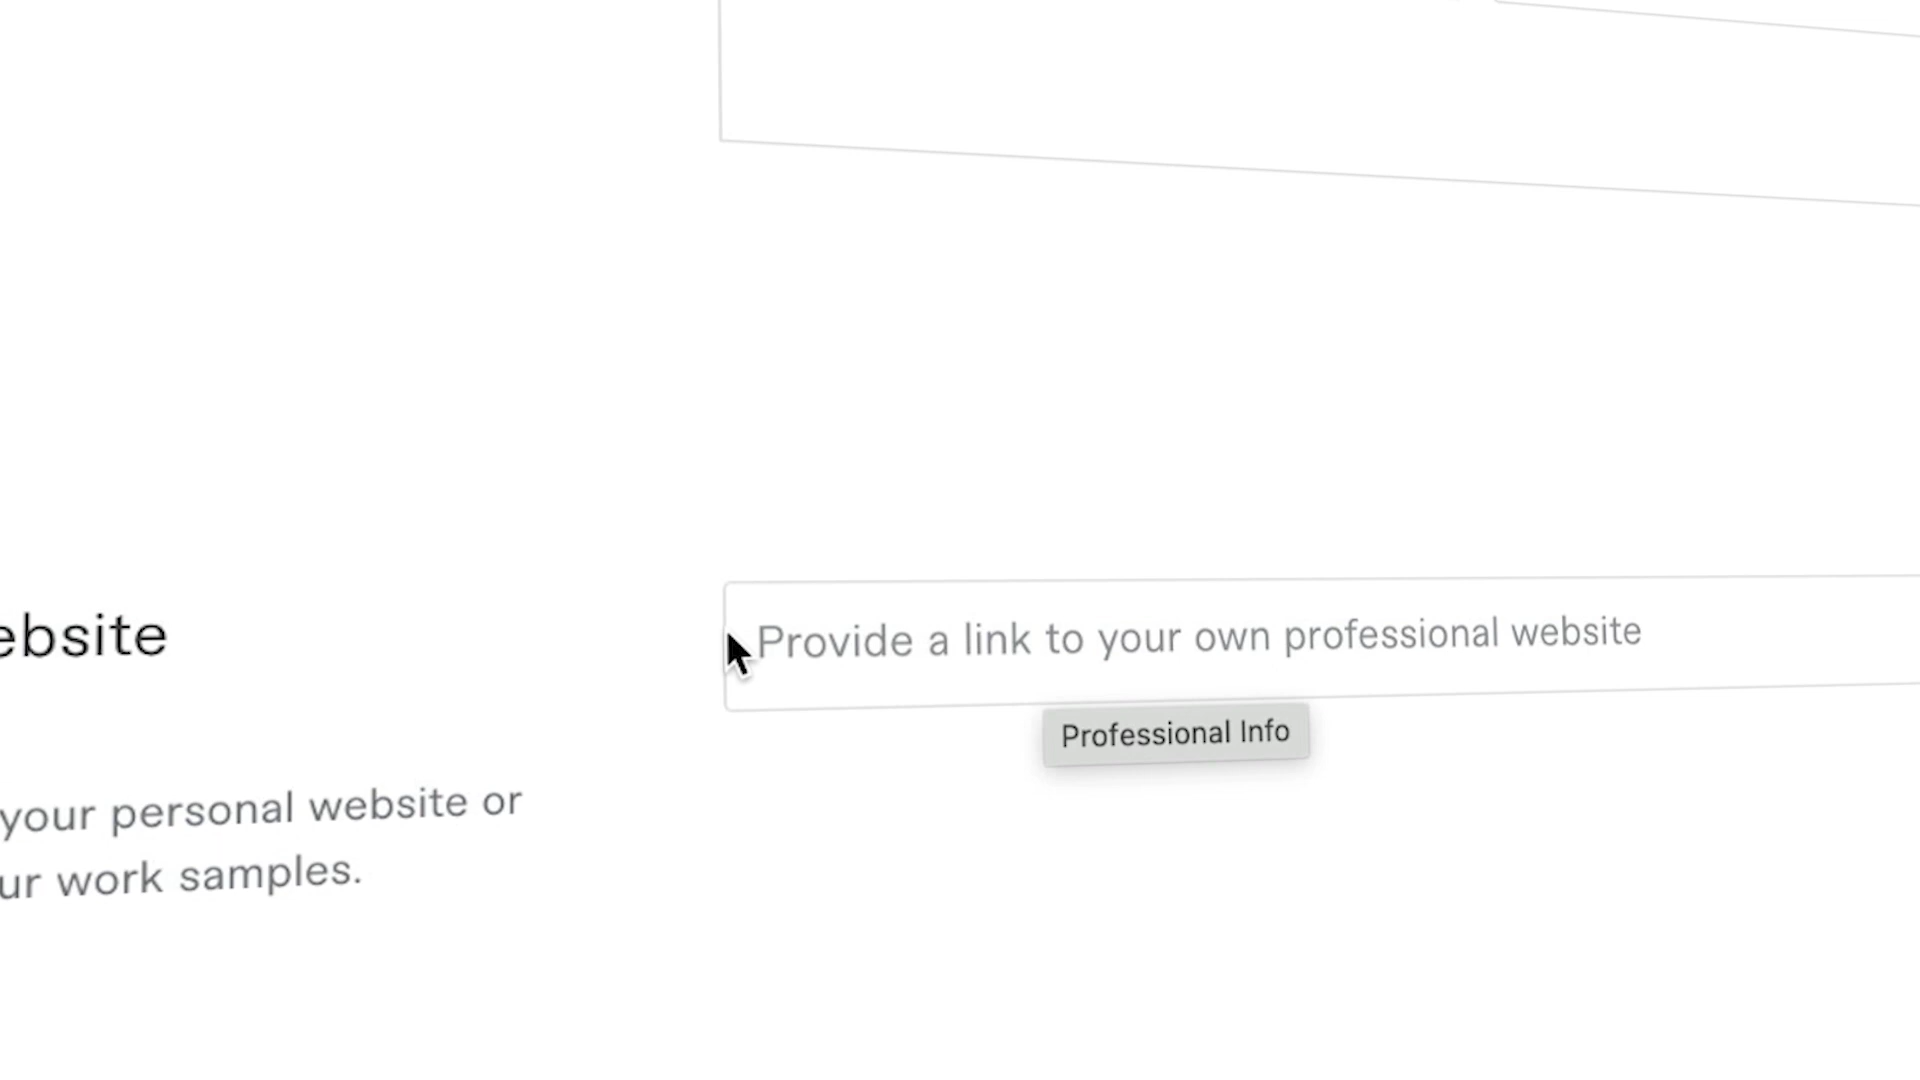 ebsite
Provide a link to your own professional website
Professional Info
your personal website or
ur work samples.